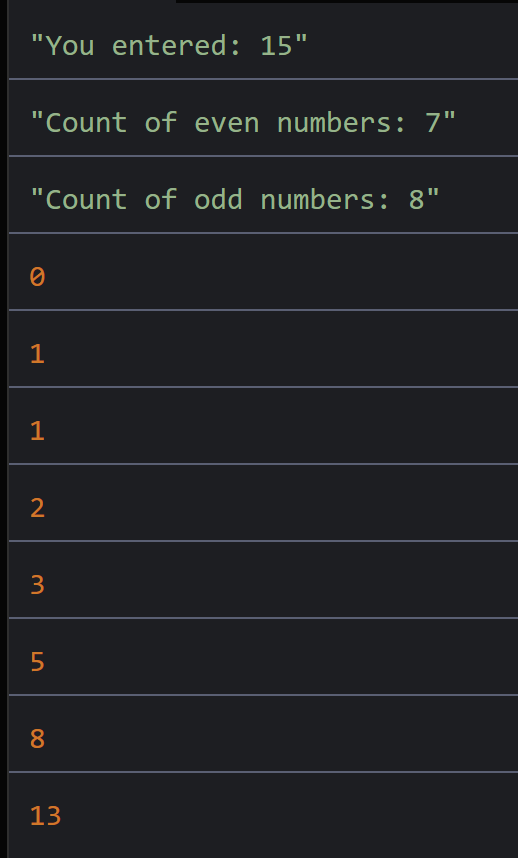 "You entered: 15"
"Count of even numbers: 7"
"Count of odd numbers: 8"
0
1
1
2
3
5
8
13